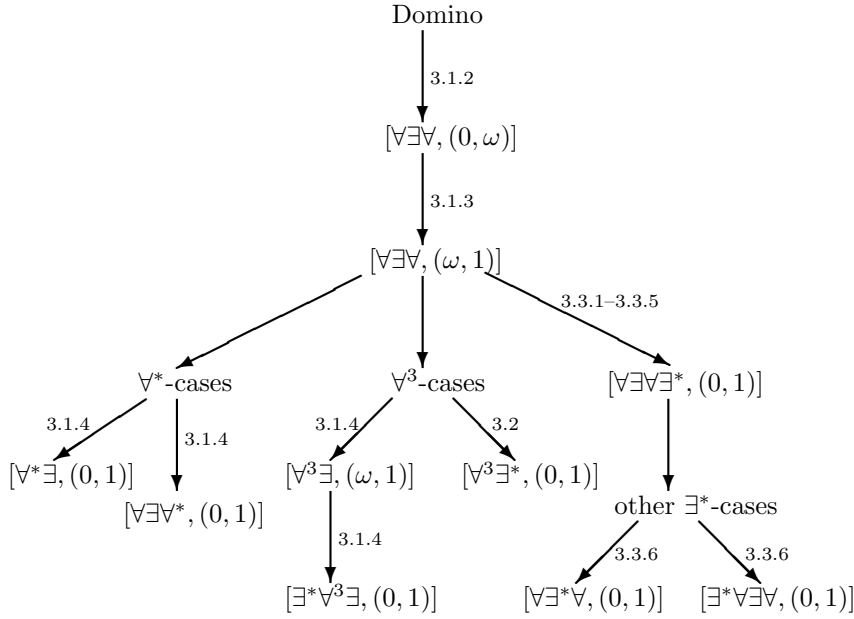 Domino
3.1.2
[∀∃∀, (0, ω)]
3.1.3
[∀∃∀, (ω, 1)]
3.3.1–3.3.5
∀*-cases
∀³-cases
[∀∃∀∃*, (0, 1)]
3.1.4
3.1.4
3.1.4
3.2
[∀*∃, (0, 1)]
[∀³∃, (ω, 1)]
[∀³∃*, (0, 1)]
[∀∃∀*, (0, 1)]
other ∃*-cases
3.1.4
3.3.6
3.3.6
[∃*∀³∃, (0, 1)]
[∀∃*∀, (0, 1)]
[∃*∀∃∀, (0, 1)]